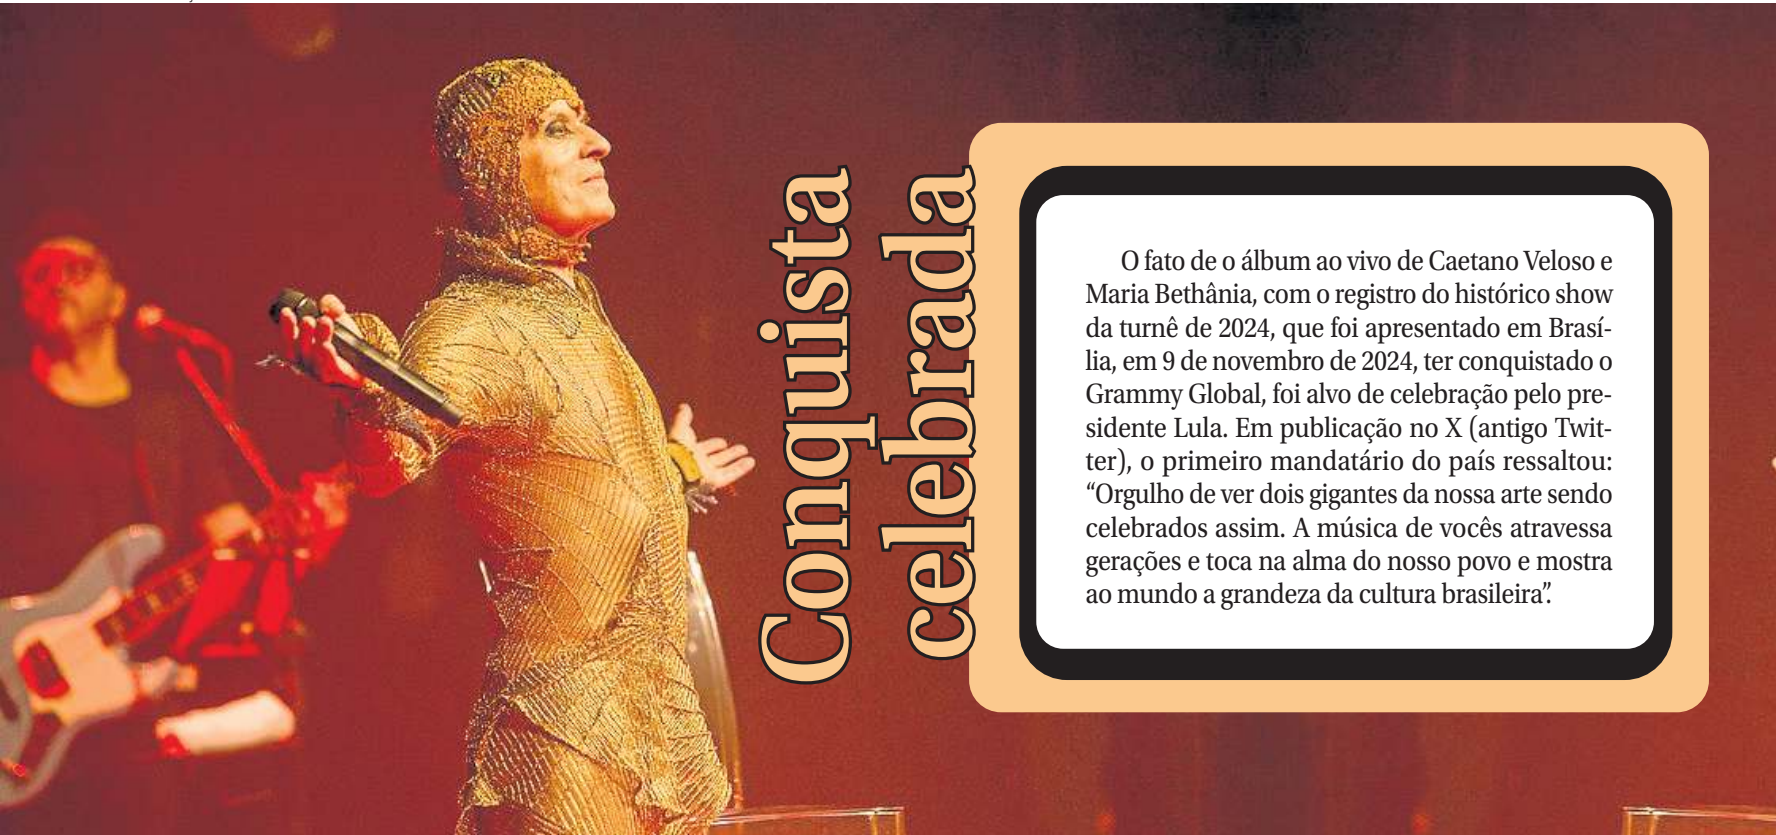 Conquista
celebrada
O fato de o álbum ao vivo de Caetano Veloso e
Maria Bethânia, com o registro do histórico show
da turnê de 2024, que foi apresentado em Brasí-
lia, em 9 de novembro de 2024, ter conquistado o
Grammy Global, foi alvo de celebração pelo pre-
sidente Lula. Em publicação no X (antigo Twit-
ter), o primeiro mandatário do país ressaltou:
“Orgulho de ver dois gigantes da nossa arte sendo
celebrados assim. A música de vocês atravessa
gerações e toca na alma do nosso povo e mostra
ao mundo a grandeza da cultura brasileira”.